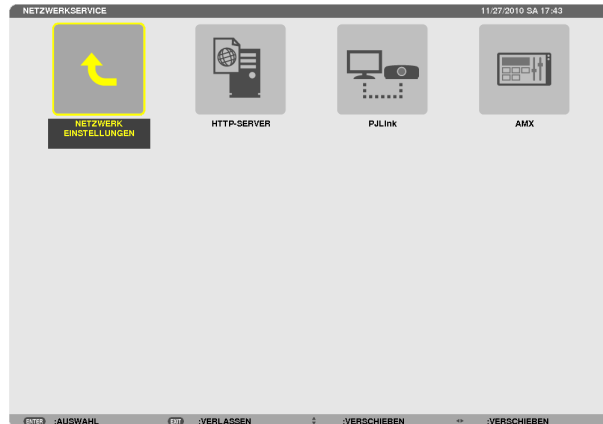 NETZWERKSERVICE 11/27/2010 SA 17:43
NETZWERK
EINSTELLUNGEN
HTTP-SERVER
PJLink
AMX
ENTER :AUSWAHL EXIT :VERLASSEN :VERSCHIEBEN :VERSCHIEBEN